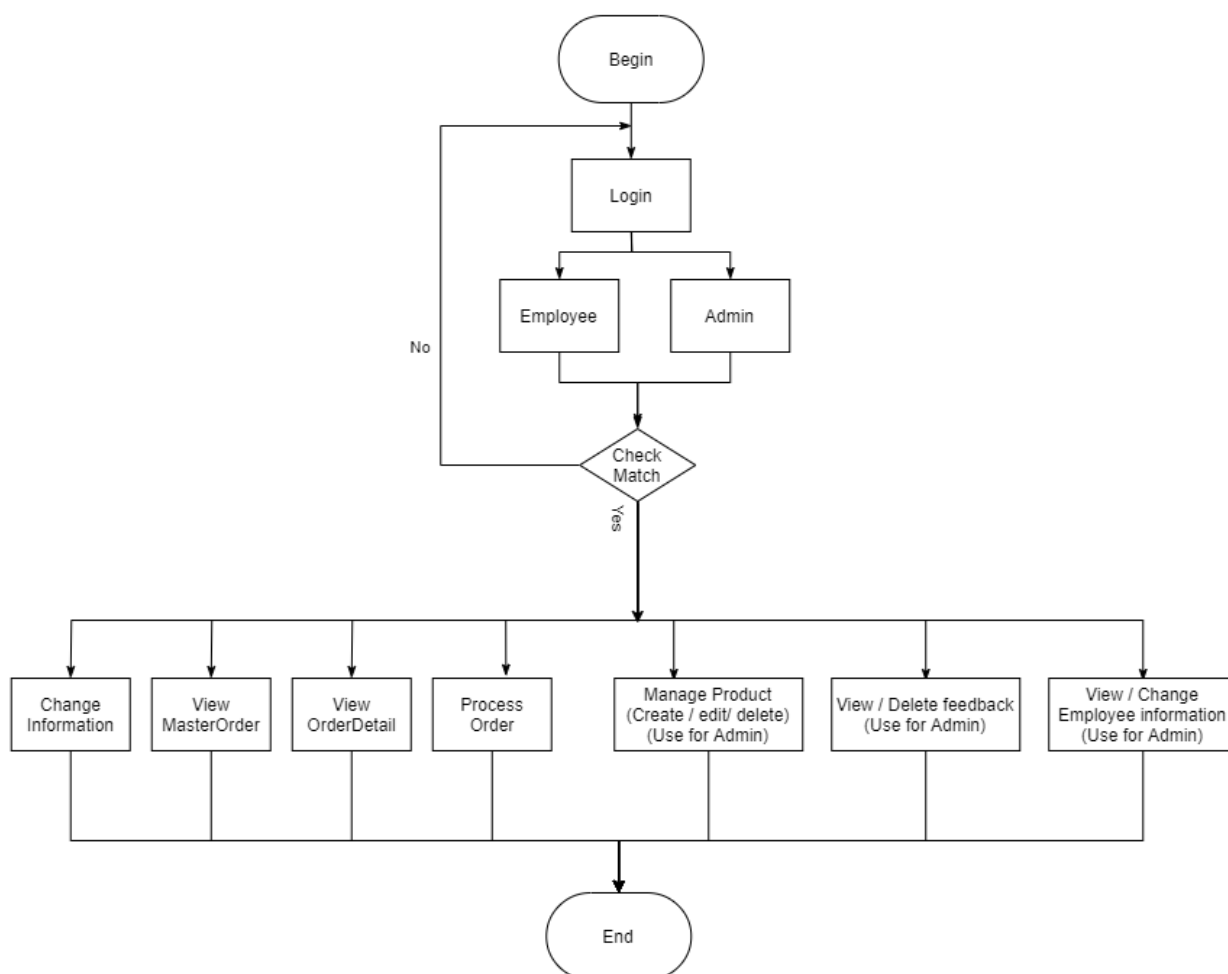 Begin
Login
Employee
Admin
No
Check
Match
Yes
Change
Information
View
MasterOrder
View
OrderDetail
Process
Order
Manage Product
(Create / edit/ delete)
(Use for Admin)
View / Delete feedback
(Use for Admin)
View / Change
Employee information
(Use for Admin)
End